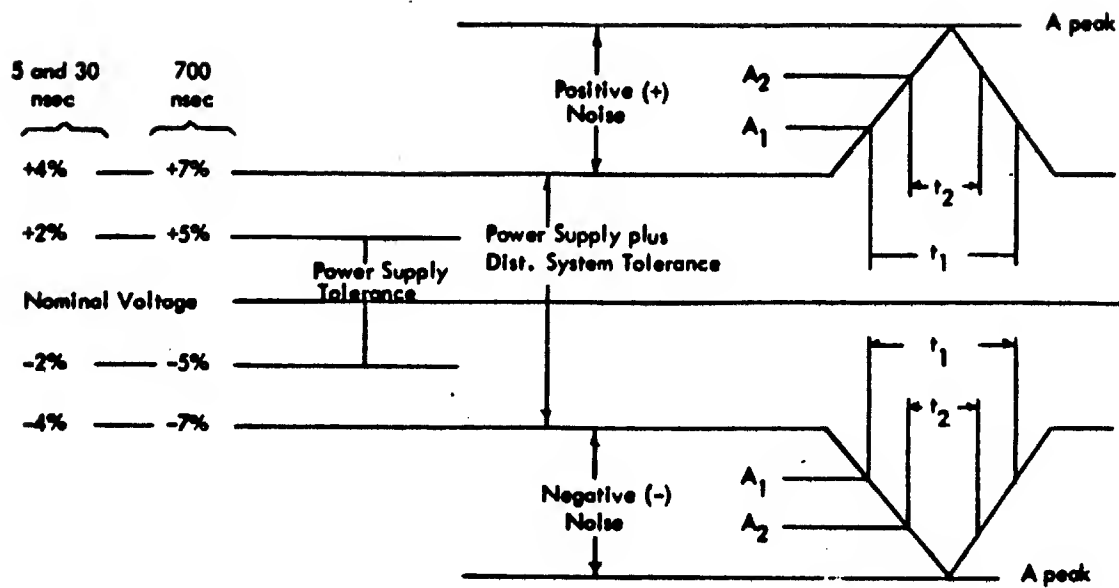 A peak
5 and 30
nsec
700
nsec
Positive (+)
Noise
A2
A1
+4% — +7%
t2
+2% — +5%
Power Supply plus
Dist. System Tolerance
t1
Power Supply
Tolerance
Nominal Voltage
-2% — -5%
t1
-4% — -7%
t2
Negative (-)
Noise
A1
A2
A peak